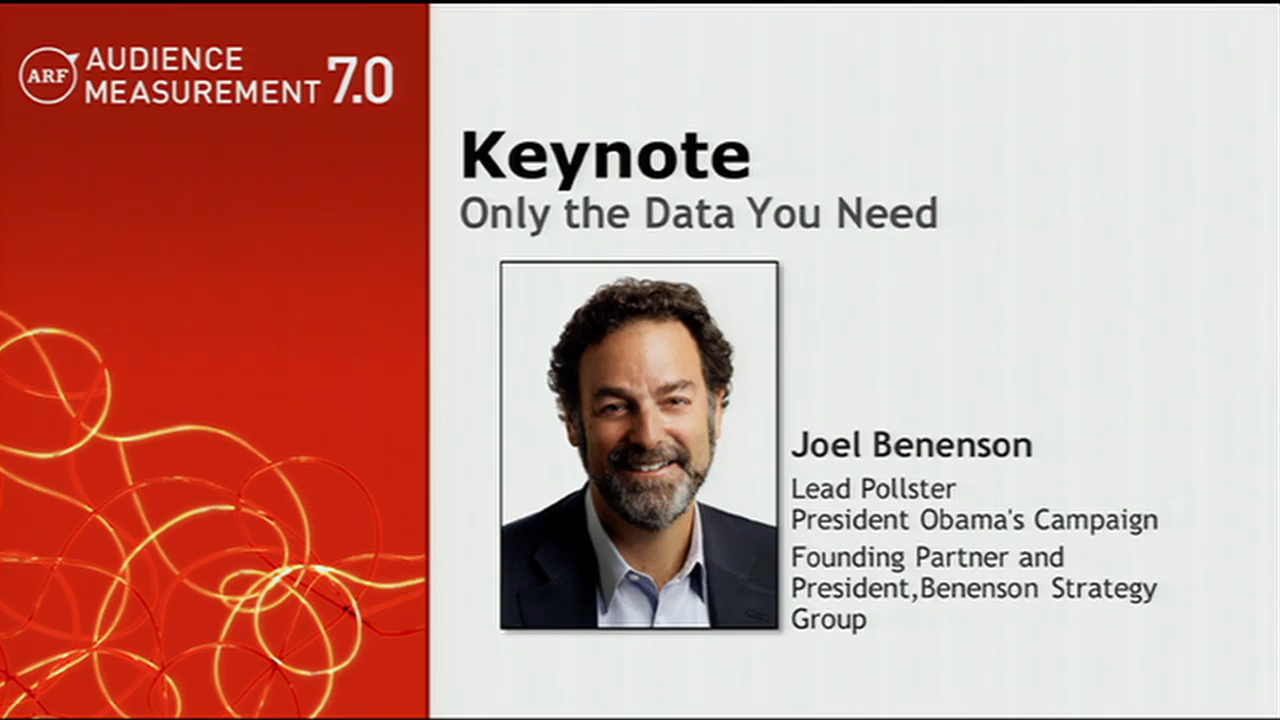 ARF
AUDIENCE
MEASUREMENT 7.0
Keynote
Only the Data You Need
Joel Benenson
Lead Pollster
President Obama's Campaign
Founding Partner and
President,Benenson Strategy
Group